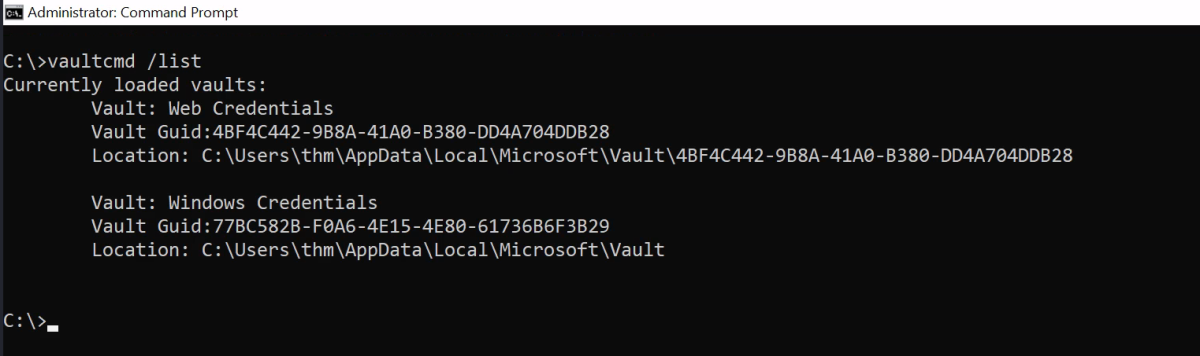 Administrator: Command Prompt
C:\>vaultcmd /list
Currently loaded vaults:
Vault: Web Credentials
Vault Guid:4BF4C442-9B8A-41A0-B380-DD4A704DDB28
Location: C:\Users\thm\AppData\Local\Microsoft\Vault\4BF4C442-9B8A-41A0-B380-DD4A704DDB28
Vault: Windows Credentials
Vault Guid:77BC582B-F0A6-4E15-4E80-61736B6F3B29
Location: C:\Users\thm\AppData\Local\Microsoft\Vault
C:\>